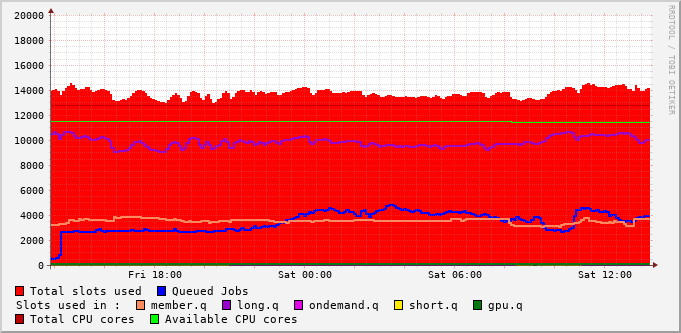 20000
18000
16000
14000
12000
10000
8000
6000
4000
2000
0
Fri 18:00 Sat 00:00 Sat 06:00 Sat 12:00
Total slots used Queued Jobs
Slots used in : member.q long.q ondemand.q short.q gpu.q
Total CPU cores Available CPU cores
RRDTOOL / TOBI OETIKER